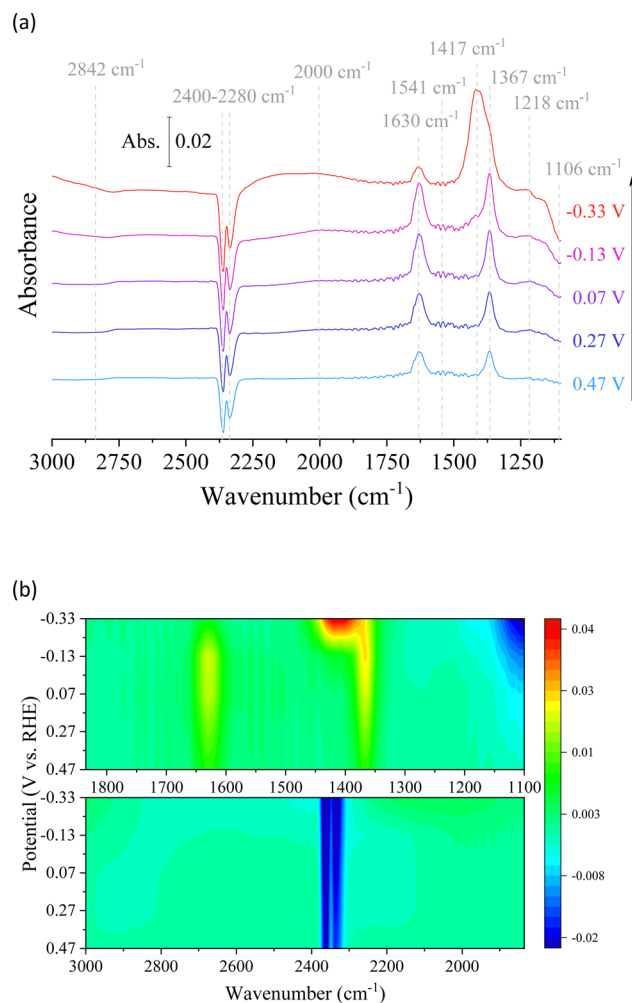 (a)
1417 cm⁻¹
2842 cm⁻¹
2000 cm⁻¹
1541 cm⁻¹
1367 cm⁻¹
2400-2280 cm⁻¹
1630 cm⁻¹
1218 cm⁻¹
Abs. 0.02
1106 cm⁻¹
-0.33 V
-0.13 V
0.07 V
0.27 V
0.47 V
Absorbance
3000 2750 2500 2250 2000 1750 1500 1250
Wavenumber (cm⁻¹)
(b)
-0.33
-0.13
0.07
0.27
0.47
1800 1700 1600 1500 1400 1300 1200 1100
-0.33
-0.13
0.07
0.27
0.47
Potential (V vs. RHE)
3000 2800 2600 2400 2200 2000
Wavenumber (cm⁻¹)
0.04
0.03
0.01
0.003
-0.008
-0.02